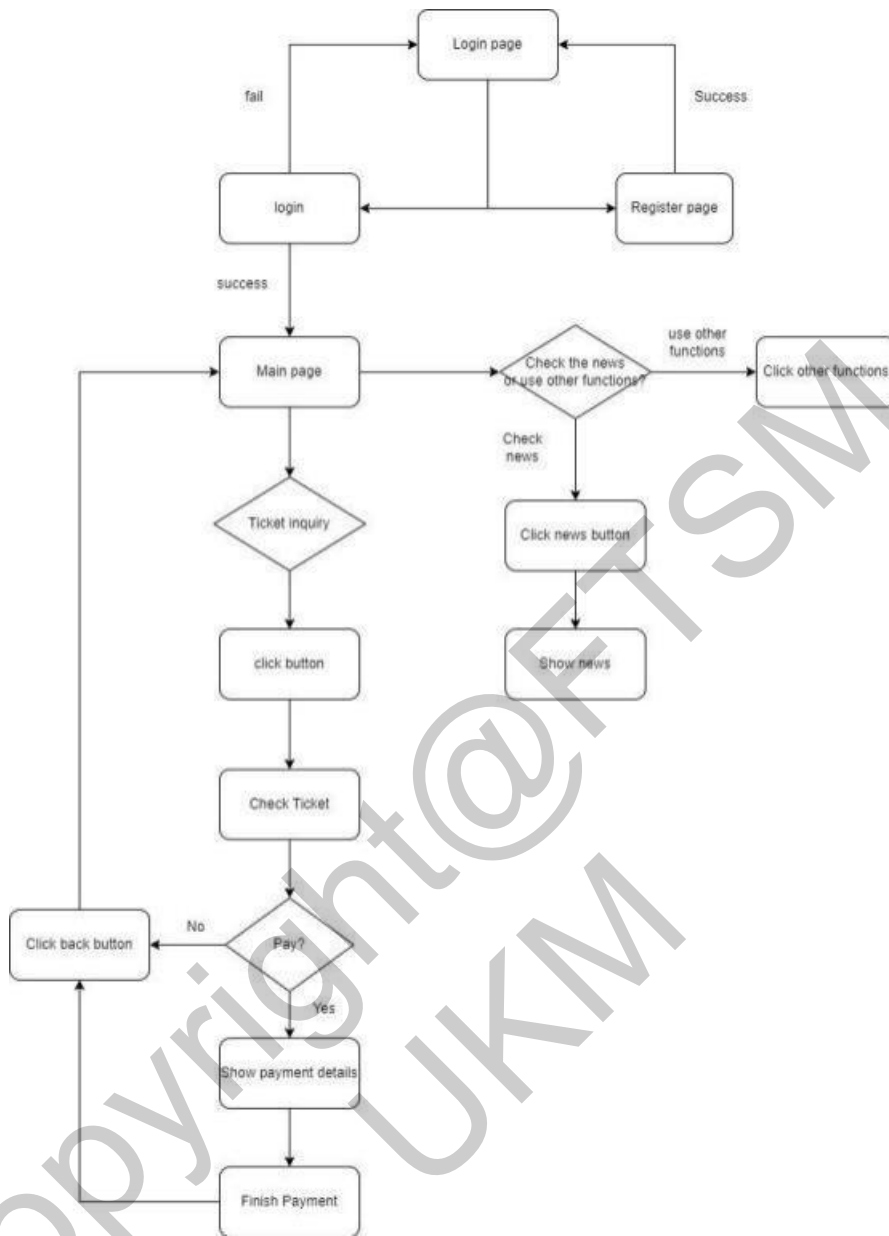 Login page
fail
Success
login
Register page
success
use other
functions
Main page
Check the news
or use other functions?
Click other functions
Check
news
Ticket inquiry
Click news button
click button
Show news
Check Ticket
No
Click back button
Pay?
Yes
Show payment details
Finish Payment
opyright@FTSM
UKM